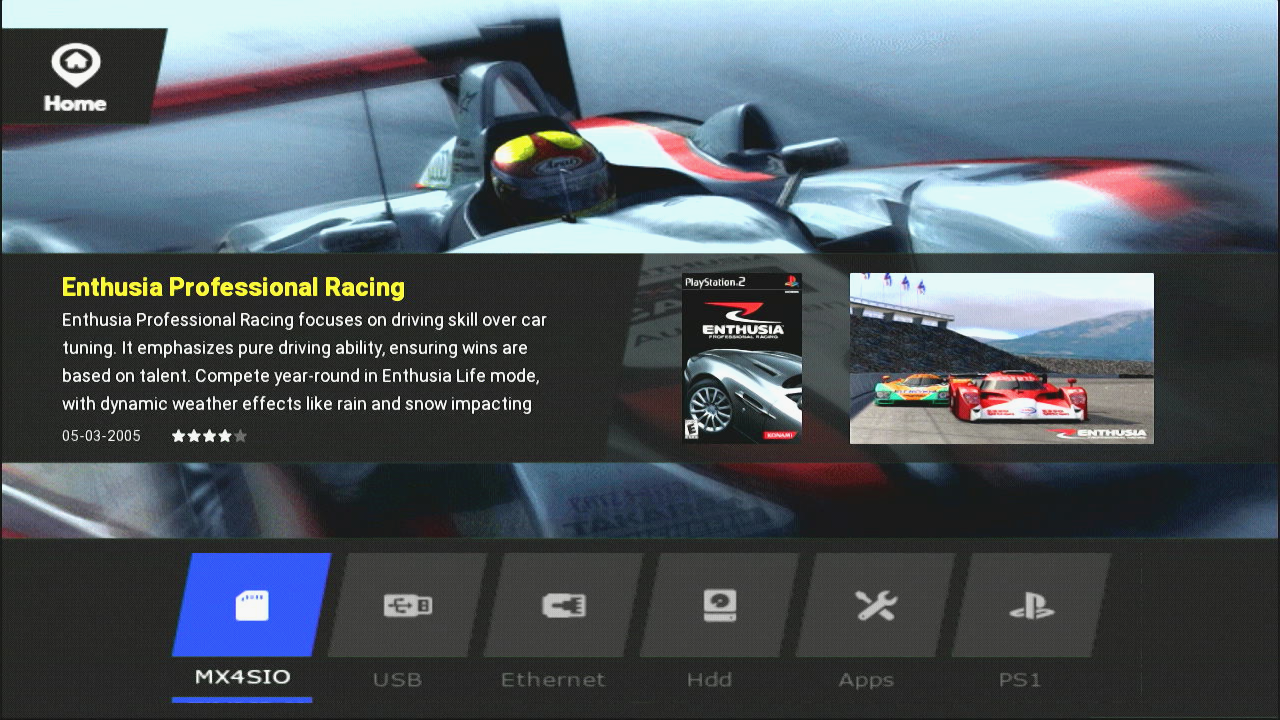 Home
Arai
Enthusia Professional Racing
Enthusia Professional Racing focuses on driving skill over car
tuning. It emphasizes pure driving ability, ensuring wins are
based on talent. Compete year-round in Enthusia Life mode,
with dynamic weather effects like rain and snow impacting
05-03-2005
PlayStation.2
ENTHUSIA
PROFESSIONAL RACING
E
KONAMI
ENTHUSIA
MX4SIO
USB
Ethernet
Hdd
Apps
PS1